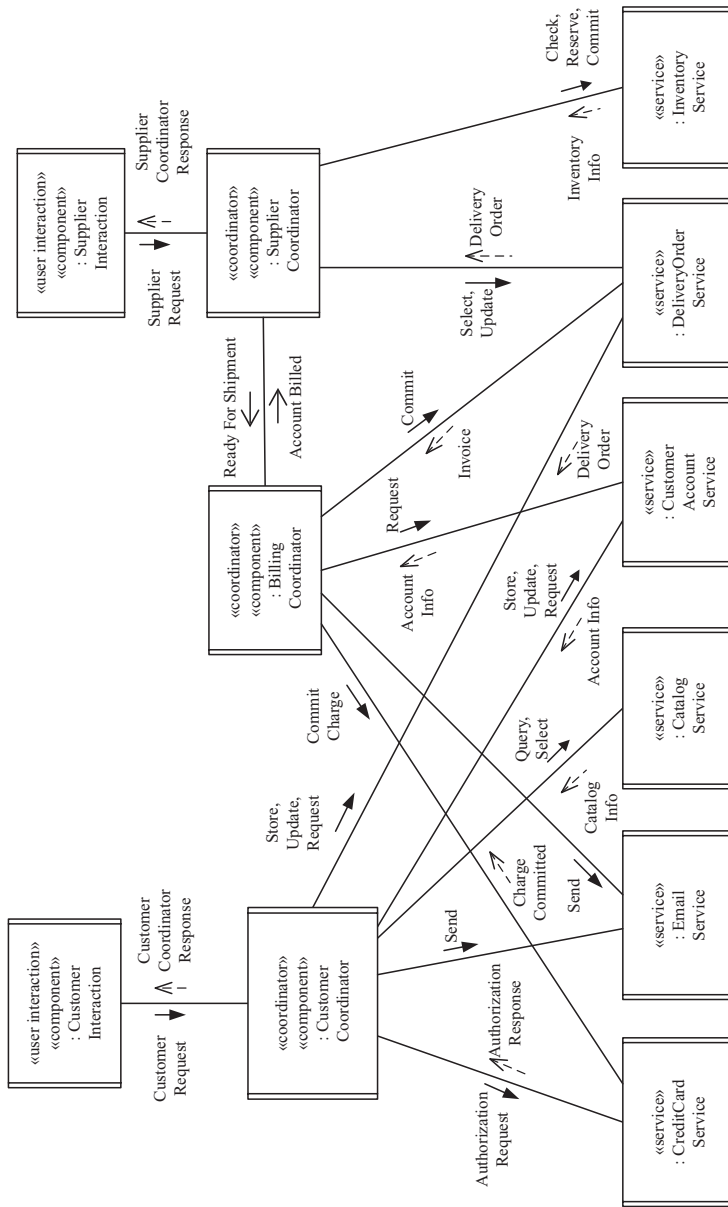 «user interaction»
«component»
: Customer
Interaction
Customer
Request
Customer
Coordinator
Response
«coordinator»
«component»
: Customer
Coordinator
«user interaction»
«component»
: Supplier
Interaction
Supplier
Request
Supplier
Coordinator
Response
«coordinator»
«component»
: Billing
Coordinator
Ready For Shipment
Account Billed
«coordinator»
«component»
: Supplier
Coordinator
Authorization
Request
Authorization
Response
Send
Store,
Update,
Request
Commit
Charge
Charge
Committed
Send
Query,
Select
Catalog
Info
Account
Info
Request
Store,
Update,
Request
Account Info
Commit
Invoice
Delivery
Order
Select,
Update
Delivery
Order
Inventory
Info
Check,
Reserve,
Commit
«service»
: CreditCard
Service
«service»
: Email
Service
«service»
: Catalog
Service
«service»
: Customer
Account
Service
«service»
: DeliveryOrder
Service
«service»
: Inventory
Service